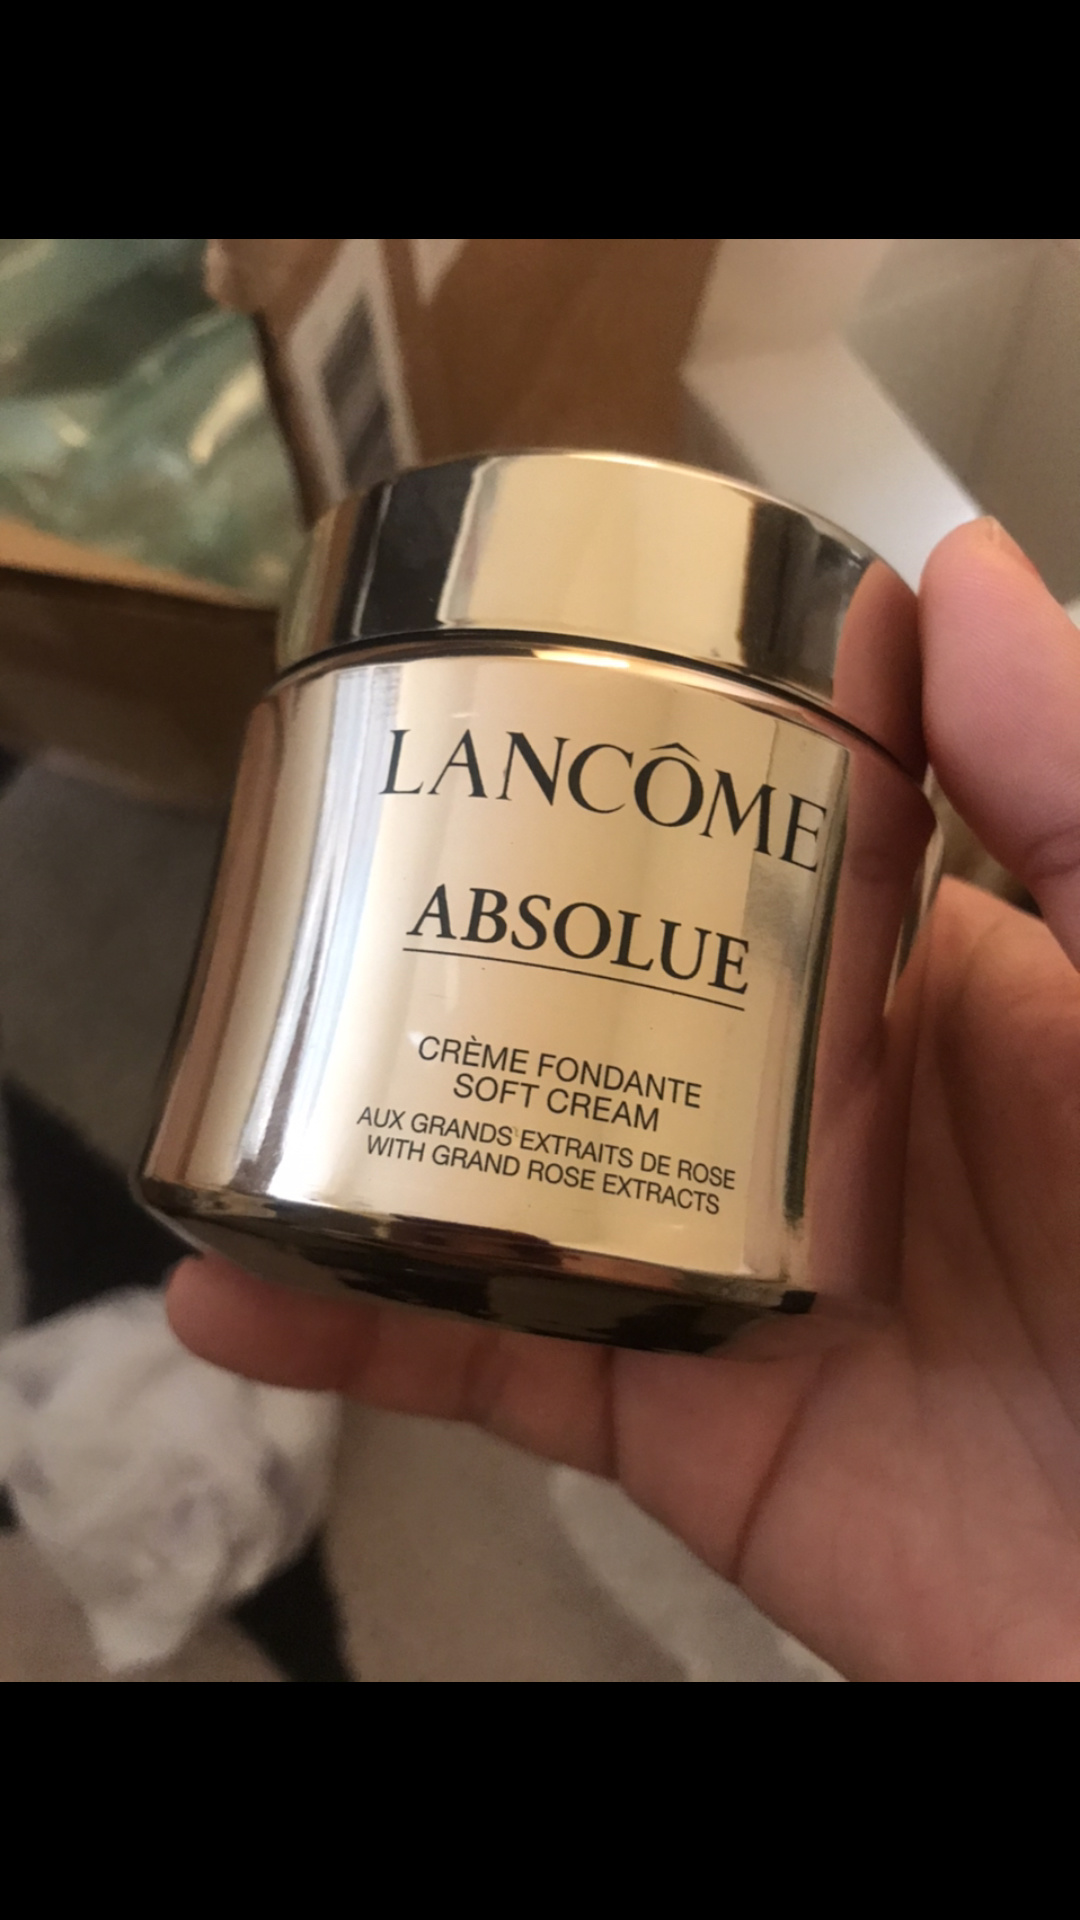 LANCÔME
ABSOLUE
CRÈME FONDANTE
SOFT CREAM
AUX GRANDS EXTRAITS DE ROSE
WITH GRAND ROSE EXTRACTS